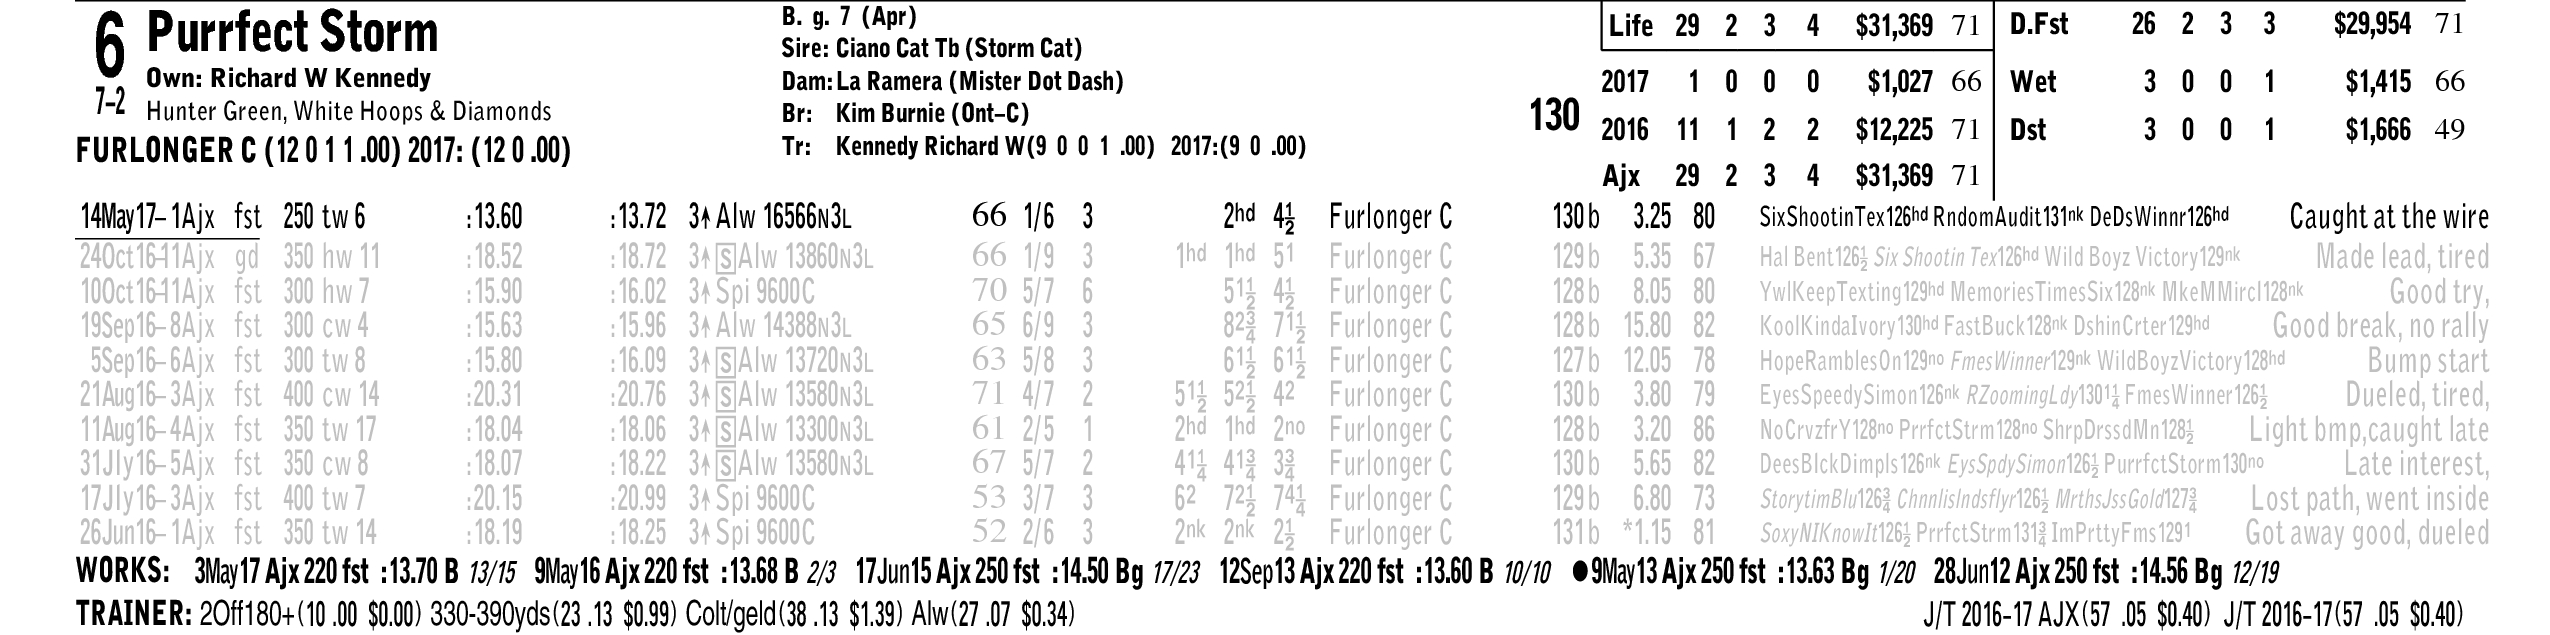 6 Purrfect Storm
Own: Richard W Kennedy
7–2 Hunter Green, White Hoops & Diamonds
FURLONGER C (12 0 1 1 .00) 2017: (12 0 .00)
B. g. 7 (Apr)
Sire: Ciano Cat Tb (Storm Cat)
Dam: La Ramera (Mister Dot Dash)
Br: Kim Burnie (Ont–C)
Tr: Kennedy Richard W(9 0 0 1 .00) 2017:(9 0 .00)
130
Life 29 2 3 4 $31,369 71
2017 1 0 0 0 $1,027 66
2016 11 1 2 2 $12,225 71
Ajx 29 2 3 4 $31,369 71
D.Fst 26 2 3 3 $29,954 71
Wet 3 0 0 1 $1,415 66
Dst 3 0 0 1 $1,666 49
14May17–1Ajx fst 250 tw 6 :13.60 :13.72 3↑ Alw 16566N3L 66 1/6 3 2hd 4½ Furlonger C 130 b 3.25 80 SixShootinTex126hd RndomAudit131nk DeDsWinnr126hd Caught at the wire
24Oct16–11Ajx gd 350 hw 11 :18.52 :18.72 3↑ S Alw 13860N3L 66 1/9 3 1hd 1hd 51 Furlonger C 129 b 5.35 67 Hal Bent126½ Six Shootin Tex126hd Wild Boyz Victory129nk Made lead, tired
10Oct16–11Ajx fst 300 hw 7 :15.90 :16.02 3↑ Spi 9600C 70 5/7 6 51½ 4½ Furlonger C 128 b 8.05 80 YwlKeepTexting129hd MemoriesTimesSix128nk MkeMMircl128nk Good try,
19Sep16–8Ajx fst 300 cw 4 :15.63 :15.96 3↑ Alw 14388N3L 65 6/9 3 82¾ 71½ Furlonger C 128 b 15.80 82 KoolKindaIvory130hd FastBuck128nk DshinCrter129hd Good break, no rally
5Sep16–6Ajx fst 300 tw 8 :15.80 :16.09 3↑ S Alw 13720N3L 63 5/8 3 61½ 61½ Furlonger C 127 b 12.05 78 HopeRamblesOn129no FmesWinner129nk WildBoyzVictory128hd Bump start
21Aug16–3Ajx fst 400 cw 14 :20.31 :20.76 3↑ S Alw 13580N3L 71 4/7 2 51½ 52½ 42 Furlonger C 130 b 3.80 79 EyesSpeedySimon126nk RZoomingLdy1301¼ FmesWinner126½ Dueled, tired,
11Aug16–4Ajx fst 350 tw 17 :18.04 :18.06 3↑ S Alw 13300N3L 61 2/5 1 2hd 1hd 2no Furlonger C 128 b 3.20 86 NoCrvzfrY128no PrrfctStrm128no ShrpDrssdMn128½ Light bmp,caught late
31Jly16–5Ajx fst 350 cw 8 :18.07 :18.22 3↑ S Alw 13580N3L 67 5/7 2 41¼ 41¾ 3¾ Furlonger C 130 b 5.65 82 DeesBlckDimpls126nk EysSpdySimon126½ PurrfctStorm130no Late interest,
17Jly16–3Ajx fst 400 tw 7 :20.15 :20.99 3↑ Spi 9600C 53 3/7 3 62 72½ 74¼ Furlonger C 129 b 6.80 73 StorytimBlu126¾ Chnnlislndsflyr126½ MrthsJssGold127¾ Lost path, went inside
26Jun16–1Ajx fst 350 tw 14 :18.19 :18.25 3↑ Spi 9600C 52 2/6 3 2nk 2nk 2½ Furlonger C 131 b *1.15 81 SoxyNIKnowIt126½ PrrfctStrm131¾ ImPrttyFms1291 Got away good, dueled
WORKS: 3May17 Ajx 220 fst :13.70 B 13/15 9May16 Ajx 220 fst :13.68 B 2/3 17Jun15 Ajx 250 fst :14.50 Bg 17/23 12Sep13 Ajx 220 fst :13.60 B 10/10 ●9May13 Ajx 250 fst :13.63 Bg 1/20 28Jun12 Ajx 250 fst :14.56 Bg 12/19
TRAINER: 2Off180+(10 .00 $0.00) 330-390yds(23 .13 $0.99) Colt/geld(38 .13 $1.39) Alw(27 .07 $0.34) J/T 2016-17 AJX(57 .05 $0.40) J/T 2016-17(57 .05 $0.40)